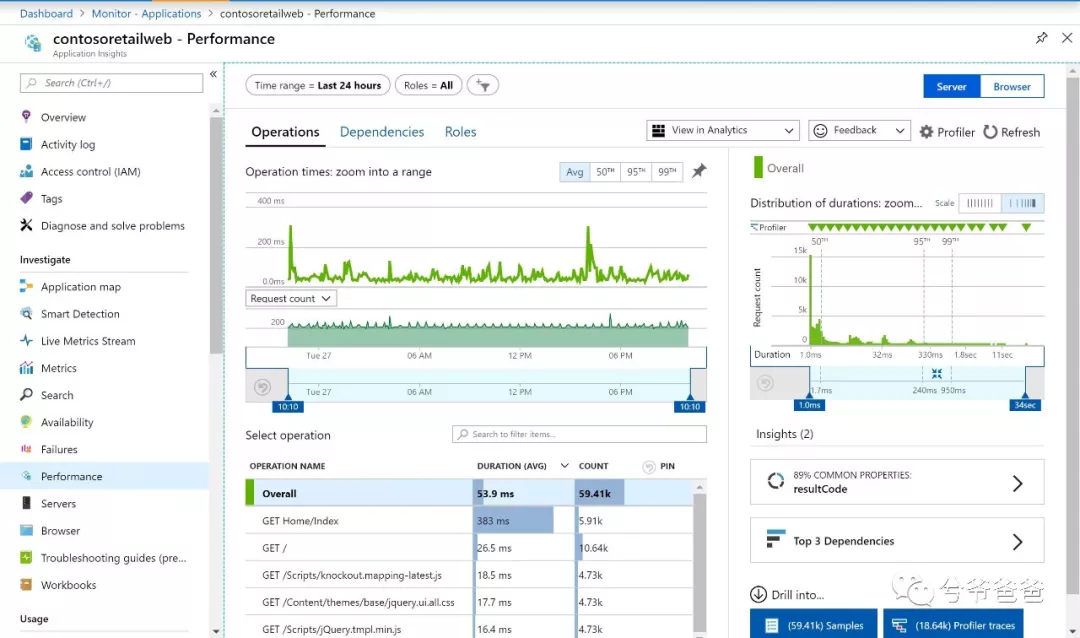 Dashboard > Monitor - Applications > contosoretailweb - Performance
contosoretailweb - Performance
Application Insights
Search (Ctrl+/)
Overview
Activity log
Access control (IAM)
Tags
Diagnose and solve problems
Investigate
Application map
Smart Detection
Live Metrics Stream
Metrics
Search
Availability
Failures
Performance
Servers
Browser
Troubleshooting guides (pre...
Workbooks
Usage
Time range = Last 24 hours
Roles = All
Server
Browser
Operations
Dependencies
Roles
View in Analytics
Feedback
Profiler
Refresh
Operation times: zoom into a range
Avg
50TH
95TH
99TH
400 ms
200 ms
0.0ms
Request count
200
Tue 27
06 AM
12 PM
06 PM
Tue 27
06 AM
12 PM
06 PM
10:10
10:10
Select operation
Search to filter items...
OPERATION NAME DURATION (AVG) COUNT PIN
Overall 53.9 ms 59.41k
GET Home/Index 383 ms 5.91k
GET / 26.5 ms 10.64k
GET /Scripts/knockout.mapping-latest.js 18.5 ms 4.73k
GET /Content/themes/base/jquery.ui.all.css 17.7 ms 4.73k
GET /Scripts/jQuery.tmpl.min.js 16.4 ms 4.73k
Overall
Distribution of durations: zoom...
Scale
Profiler
50TH
95TH
99TH
15k
10k
5k
0
Request count
Duration
1.0ms
32ms
330ms
1.8sec
11sec
1.7ms
240ms
950ms
1.0ms
34sec
Insights (2)
89% COMMON PROPERTIES:
resultCode
Top 3 Dependencies
Drill into...
(59.41k) Samples
(18.64k) Profiler traces
兮爷爸爸